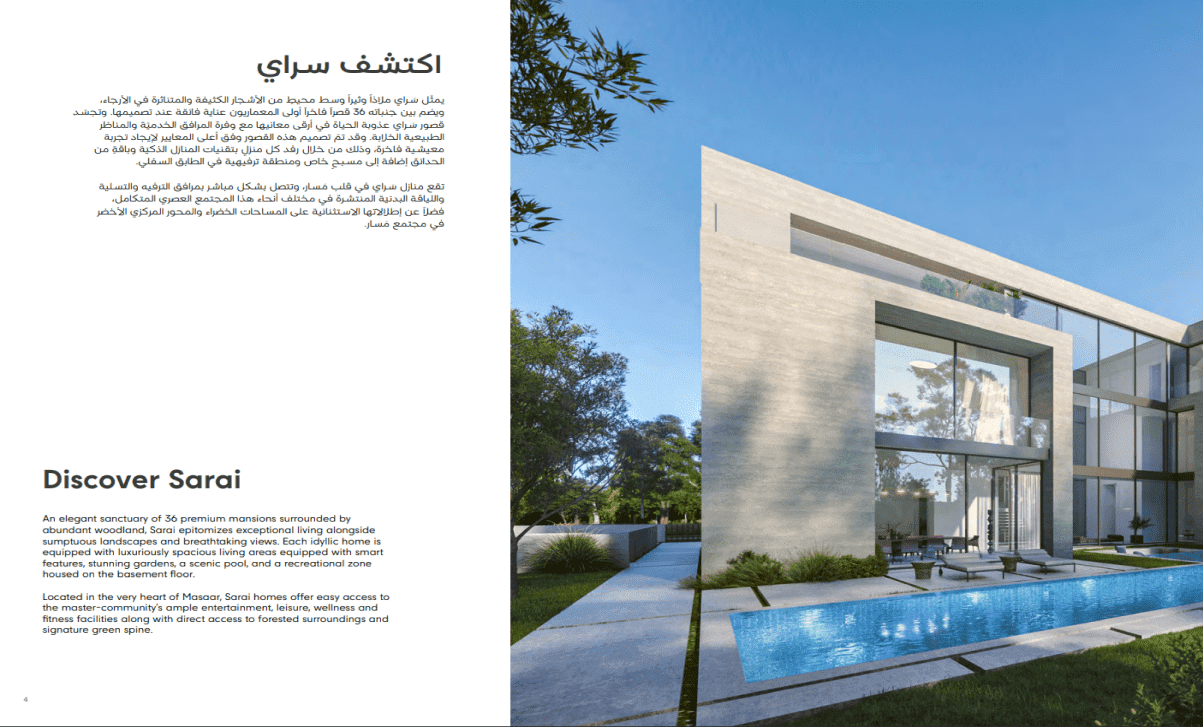 اكتشف سراي
يمثّل سَراي ملاذاً وثيراً وسط محيطٍ من الأشجار الكثيفة والمتناثرة في الأرجاء،
ويضم بين جنباته 36 قصراً فاخراً أولى المعماريون عناية فائقة عند تصميمها. وتجسّد
قصور سَراي عذوبة الحياة في أرقى معانيها مع وفرة المرافق الخدميّة والمناظر
الطبيعية الخلابة. وقد تمّ تصميم هذه القصور وفق أعلى المعايير لإيجاد تجربة
معيشية فاخرة، وذلك من خلال رفد كل منزل بتقنيات المنازل الذكية وباقةٍ من
الحدائق إضافة إلى مسبحٍ خاص ومنطقة ترفيهية في الطابق السفلي.
تقع منازل سَراي في قلب مَسار، وتتصل بشكل مباشر بمرافق الترفيه والتسلية
واللياقة البدنية المنتشرة في مختلف أنحاء هذا المجتمع العصري المتكامل،
فضلاً عن إطلالاتها الاستثنائية على المساحات الخضراء والمحور المركزي الأخضر
في مجتمع مَسار.
Discover Sarai
An elegant sanctuary of 36 premium mansions surrounded by
abundant woodland, Sarai epitomizes exceptional living alongside
sumptuous landscapes and breathtaking views. Each idyllic home is
equipped with luxuriously spacious living areas equipped with smart
features, stunning gardens, a scenic pool, and a recreational zone
housed on the basement floor.
Located in the very heart of Masaar, Sarai homes offer easy access to
the master-community's ample entertainment, leisure, wellness and
fitness facilities along with direct access to forested surroundings and
signature green spine.
4